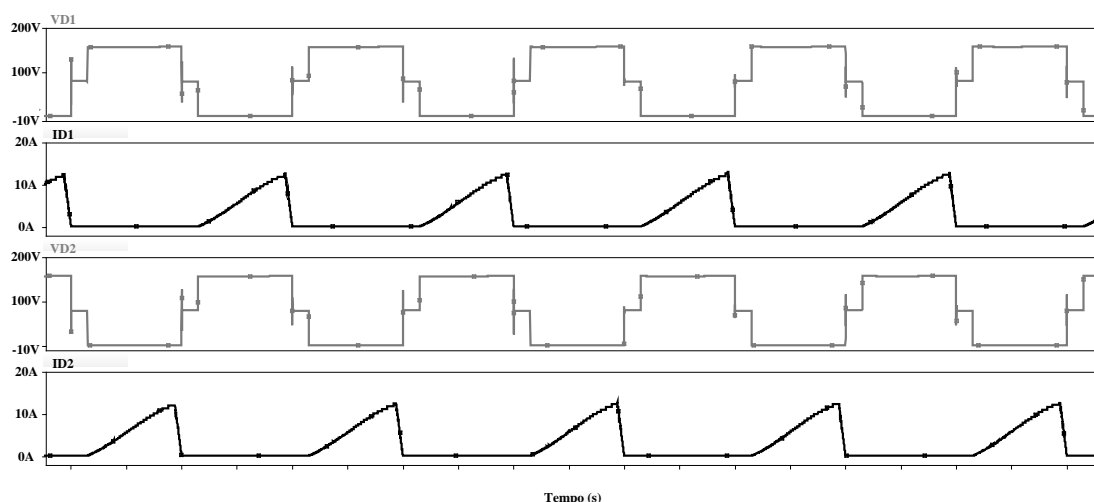 VD1
200V
100V
-10V
ID1
20A
10A
0A
VD2
200V
100V
-10V
ID2
20A
10A
0A
Tempo (s)